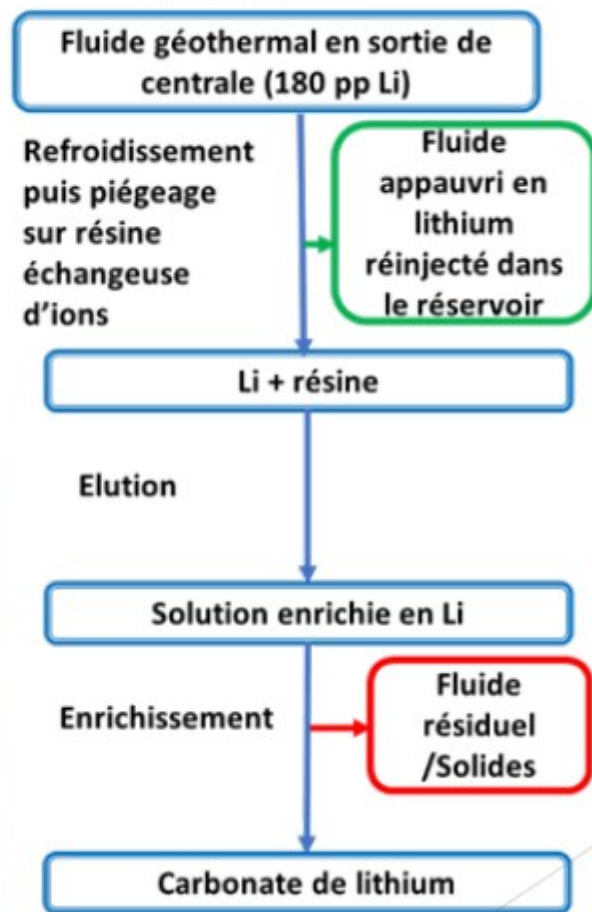 Fluide géothermal en sortie de
centrale (180 pp Li)
Refroidissement
puis piégeage
sur résine
échangeuse
d'ions
Fluide
appauvri en
lithium
réinjecté dans
le réservoir
Li + résine
Elution
Solution enrichie en Li
Enrichissement
Fluide
résiduel
/Solides
Carbonate de lithium